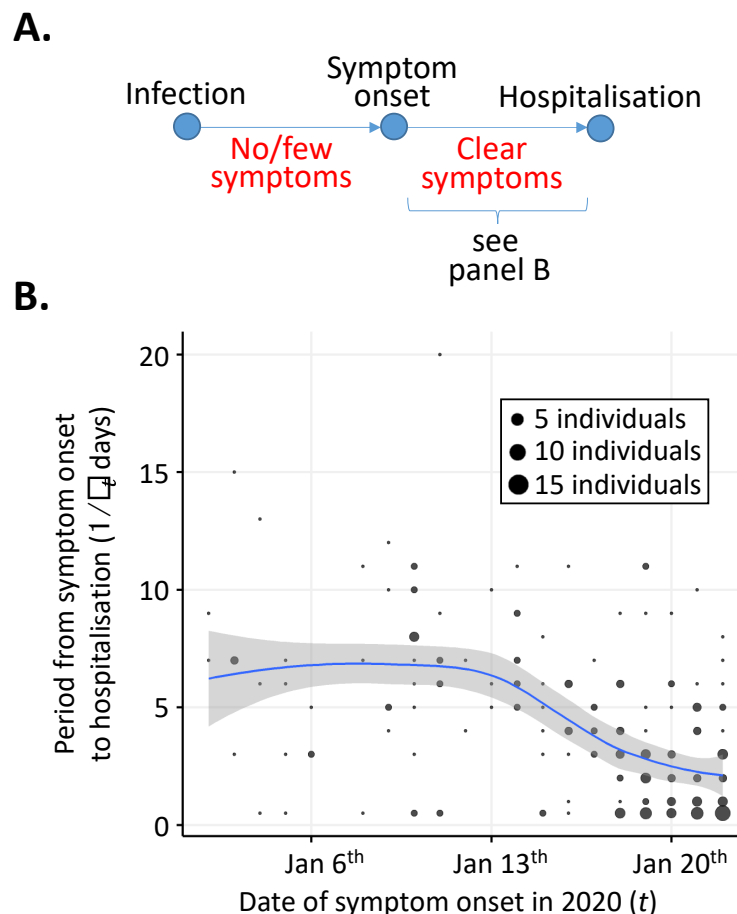 A.
Symptom
onset
Infection
Hospitalisation
No/few
symptoms
Clear
symptoms
see
panel B
B.
Period from symptom onset
to hospitalisation (1/□t days)
20
15
10
5
0
5 individuals
10 individuals
15 individuals
Jan 6th
Jan 13th
Jan 20th
Date of symptom onset in 2020 (t)